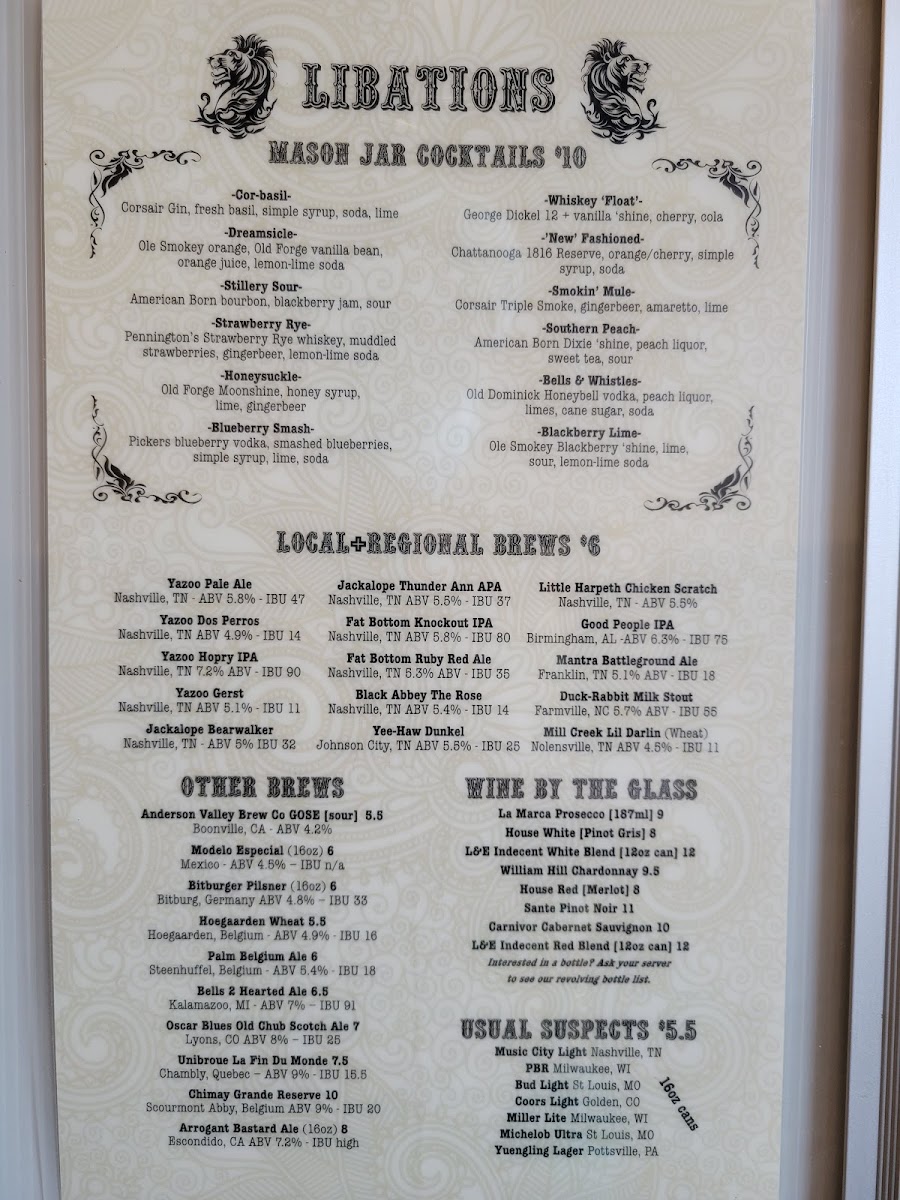 LIBATIONS
MASON JAR COCKTAILS $10
-Cor-basil-
Corsair Gin, fresh basil, simple syrup, soda, lime
-Dreamsicle-
Ole Smokey orange, Old Forge vanilla bean,
orange juice, lemon-lime soda
-Stillery Sour-
American Born bourbon, blackberry jam, sour
-Strawberry Rye-
Pennington's Strawberry Rye whiskey, muddled
strawberries, gingerbeer, lemon-lime soda
-Honeysuckle-
Old Forge Moonshine, honey syrup,
lime, gingerbeer
-Blueberry Smash-
Pickers blueberry vodka, smashed blueberries,
simple syrup, lime, soda
-Whiskey 'Float'-
George Dickel 12 + vanilla 'shine, cherry, cola
-'New' Fashioned-
Chattanooga 1816 Reserve, orange/cherry, simple
syrup, soda
-Smokin' Mule-
Corsair Triple Smoke, gingerbeer, amaretto, lime
-Southern Peach-
American Born Dixie 'shine, peach liquor,
sweet tea, sour
-Bells & Whistles-
Old Dominick Honeybell vodka, peach liquor,
limes, cane sugar, soda
-Blackberry Lime-
Ole Smokey Blackberry 'shine, lime,
sour, lemon-lime soda
LOCAL+REGIONAL BREWS $6
Yazoo Pale Ale
Nashville, TN - ABV 5.8% - IBU 47
Yazoo Dos Perros
Nashville, TN ABV 4.9% - IBU 14
Yazoo Hopry IPA
Nashville, TN 7.2% ABV - IBU 90
Yazoo Gerst
Nashville, TN ABV 5.1% - IBU 11
Jackalope Bearwalker
Nashville, TN - ABV 5% IBU 32
Jackalope Thunder Ann APA
Nashville, TN ABV 5.5% - IBU 37
Fat Bottom Knockout IPA
Nashville, TN ABV 5.8% - IBU 80
Fat Bottom Ruby Red Ale
Nashville, TN 5.3% ABV - IBU 35
Black Abbey The Rose
Nashville, TN ABV 5.4% - IBU 14
Yee-Haw Dunkel
Johnson City, TN ABV 5.5% - IBU 25
Little Harpeth Chicken Scratch
Nashville, TN - ABV 5.5%
Good People IPA
Birmingham, AL -ABV 6.3% - IBU 75
Mantra Battleground Ale
Franklin, TN 5.1% ABV - IBU 18
Duck-Rabbit Milk Stout
Farmville, NC 5.7% ABV - IBU 55
Mill Creek Lil Darlin (Wheat)
Nolensville, TN ABV 4.5% - IBU 11
OTHER BREWS
Anderson Valley Brew Co GOSE [sour] 5.5
Boonville, CA - ABV 4.2%
Modelo Especial (16oz) 6
Mexico - ABV 4.5% – IBU n/a
Bitburger Pilsner (16oz) 6
Bitburg, Germany ABV 4.8% – IBU 33
Hoegaarden Wheat 5.5
Hoegaarden, Belgium - ABV 4.9% - IBU 16
Palm Belgium Ale 6
Steenhuffel, Belgium - ABV 5.4% - IBU 18
Bells 2 Hearted Ale 6.5
Kalamazoo, MI - ABV 7% – IBU 91
Oscar Blues Old Chub Scotch Ale 7
Lyons, CO ABV 8% – IBU 25
Unibroue La Fin Du Monde 7.5
Chambly, Quebec – ABV 9% - IBU 15.5
Chimay Grande Reserve 10
Scourmont Abby, Belgium ABV 9% - IBU 20
Arrogant Bastard Ale (16oz) 8
Escondido, CA ABV 7.2% - IBU high
WINE BY THE GLASS
La Marca Prosecco [187ml] 9
House White [Pinot Gris] 8
L&E Indecent White Blend [12oz can] 12
William Hill Chardonnay 9.5
House Red [Merlot] 8
Sante Pinot Noir 11
Carnivor Cabernet Sauvignon 10
L&E Indecent Red Blend [12oz can] 12
Interested in a bottle? Ask your server
to see our revolving bottle list.
USUAL SUSPECTS $5.5
Music City Light Nashville, TN
PBR Milwaukee, WI
Bud Light St Louis, MO
Coors Light Golden, CO
Miller Lite Milwaukee, WI
Michelob Ultra St Louis, MO
Yuengling Lager Pottsville, PA
16oz cans